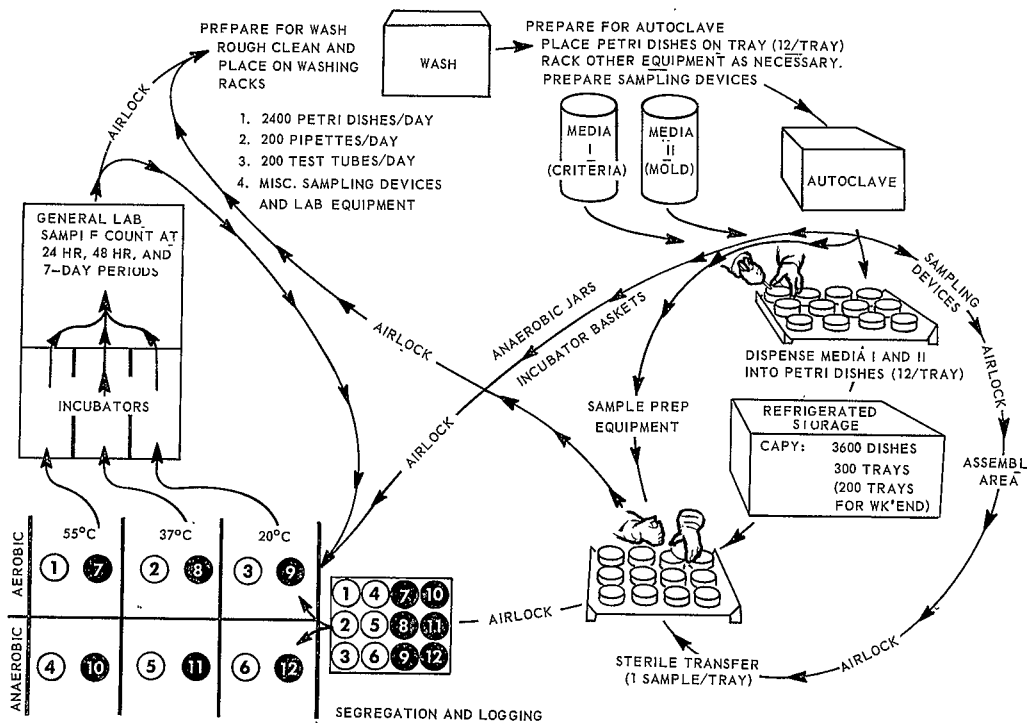 PREPARE FOR WASH
ROUGH CLEAN AND
PLACE ON WASHING
RACKS
WASH
PREPARE FOR AUTOCLAVE
PLACE PETRI DISHES ON TRAY (12/TRAY)
RACK OTHER EQUIPMENT AS NECESSARY.
PREPARE SAMPLING DEVICES
1. 2400 PETRI DISHES/DAY
2. 200 PIPETTES/DAY
3. 200 TEST TUBES/DAY
4. MISC. SAMPLING DEVICES
AND LAB EQUIPMENT
MEDIA
I
(CRITERIA)
MEDIA
II
(MOLD)
AUTOCLAVE
AIRLOCK
GENERAL LAB
SAMPLE COUNT AT
24 HR, 48 HR, AND
7-DAY PERIODS
INCUBATORS
AIRLOCK
ANAEROBIC JARS
INCUBATOR BASKETS
AIRLOCK
SAMPLING
DEVICES
AIRLOCK
DISPENSE MEDIA I AND II
INTO PETRI DISHES (12/TRAY)
SAMPLE PREP
EQUIPMENT
REFRIGERATED
STORAGE
CAPY: 3600 DISHES
300 TRAYS
(200 TRAYS
FOR WK'END)
ASSEMBL
AREA
55°C
37°C
20°C
AEROBIC
1 7
2 8
3 9
ANAEROBIC
4 10
5 11
6 12
1 4 7 10
2 5 8 11
3 6 9 12
AIRLOCK
STERILE TRANSFER
(1 SAMPLE/TRAY)
AIRLOCK
SEGREGATION AND LOGGING